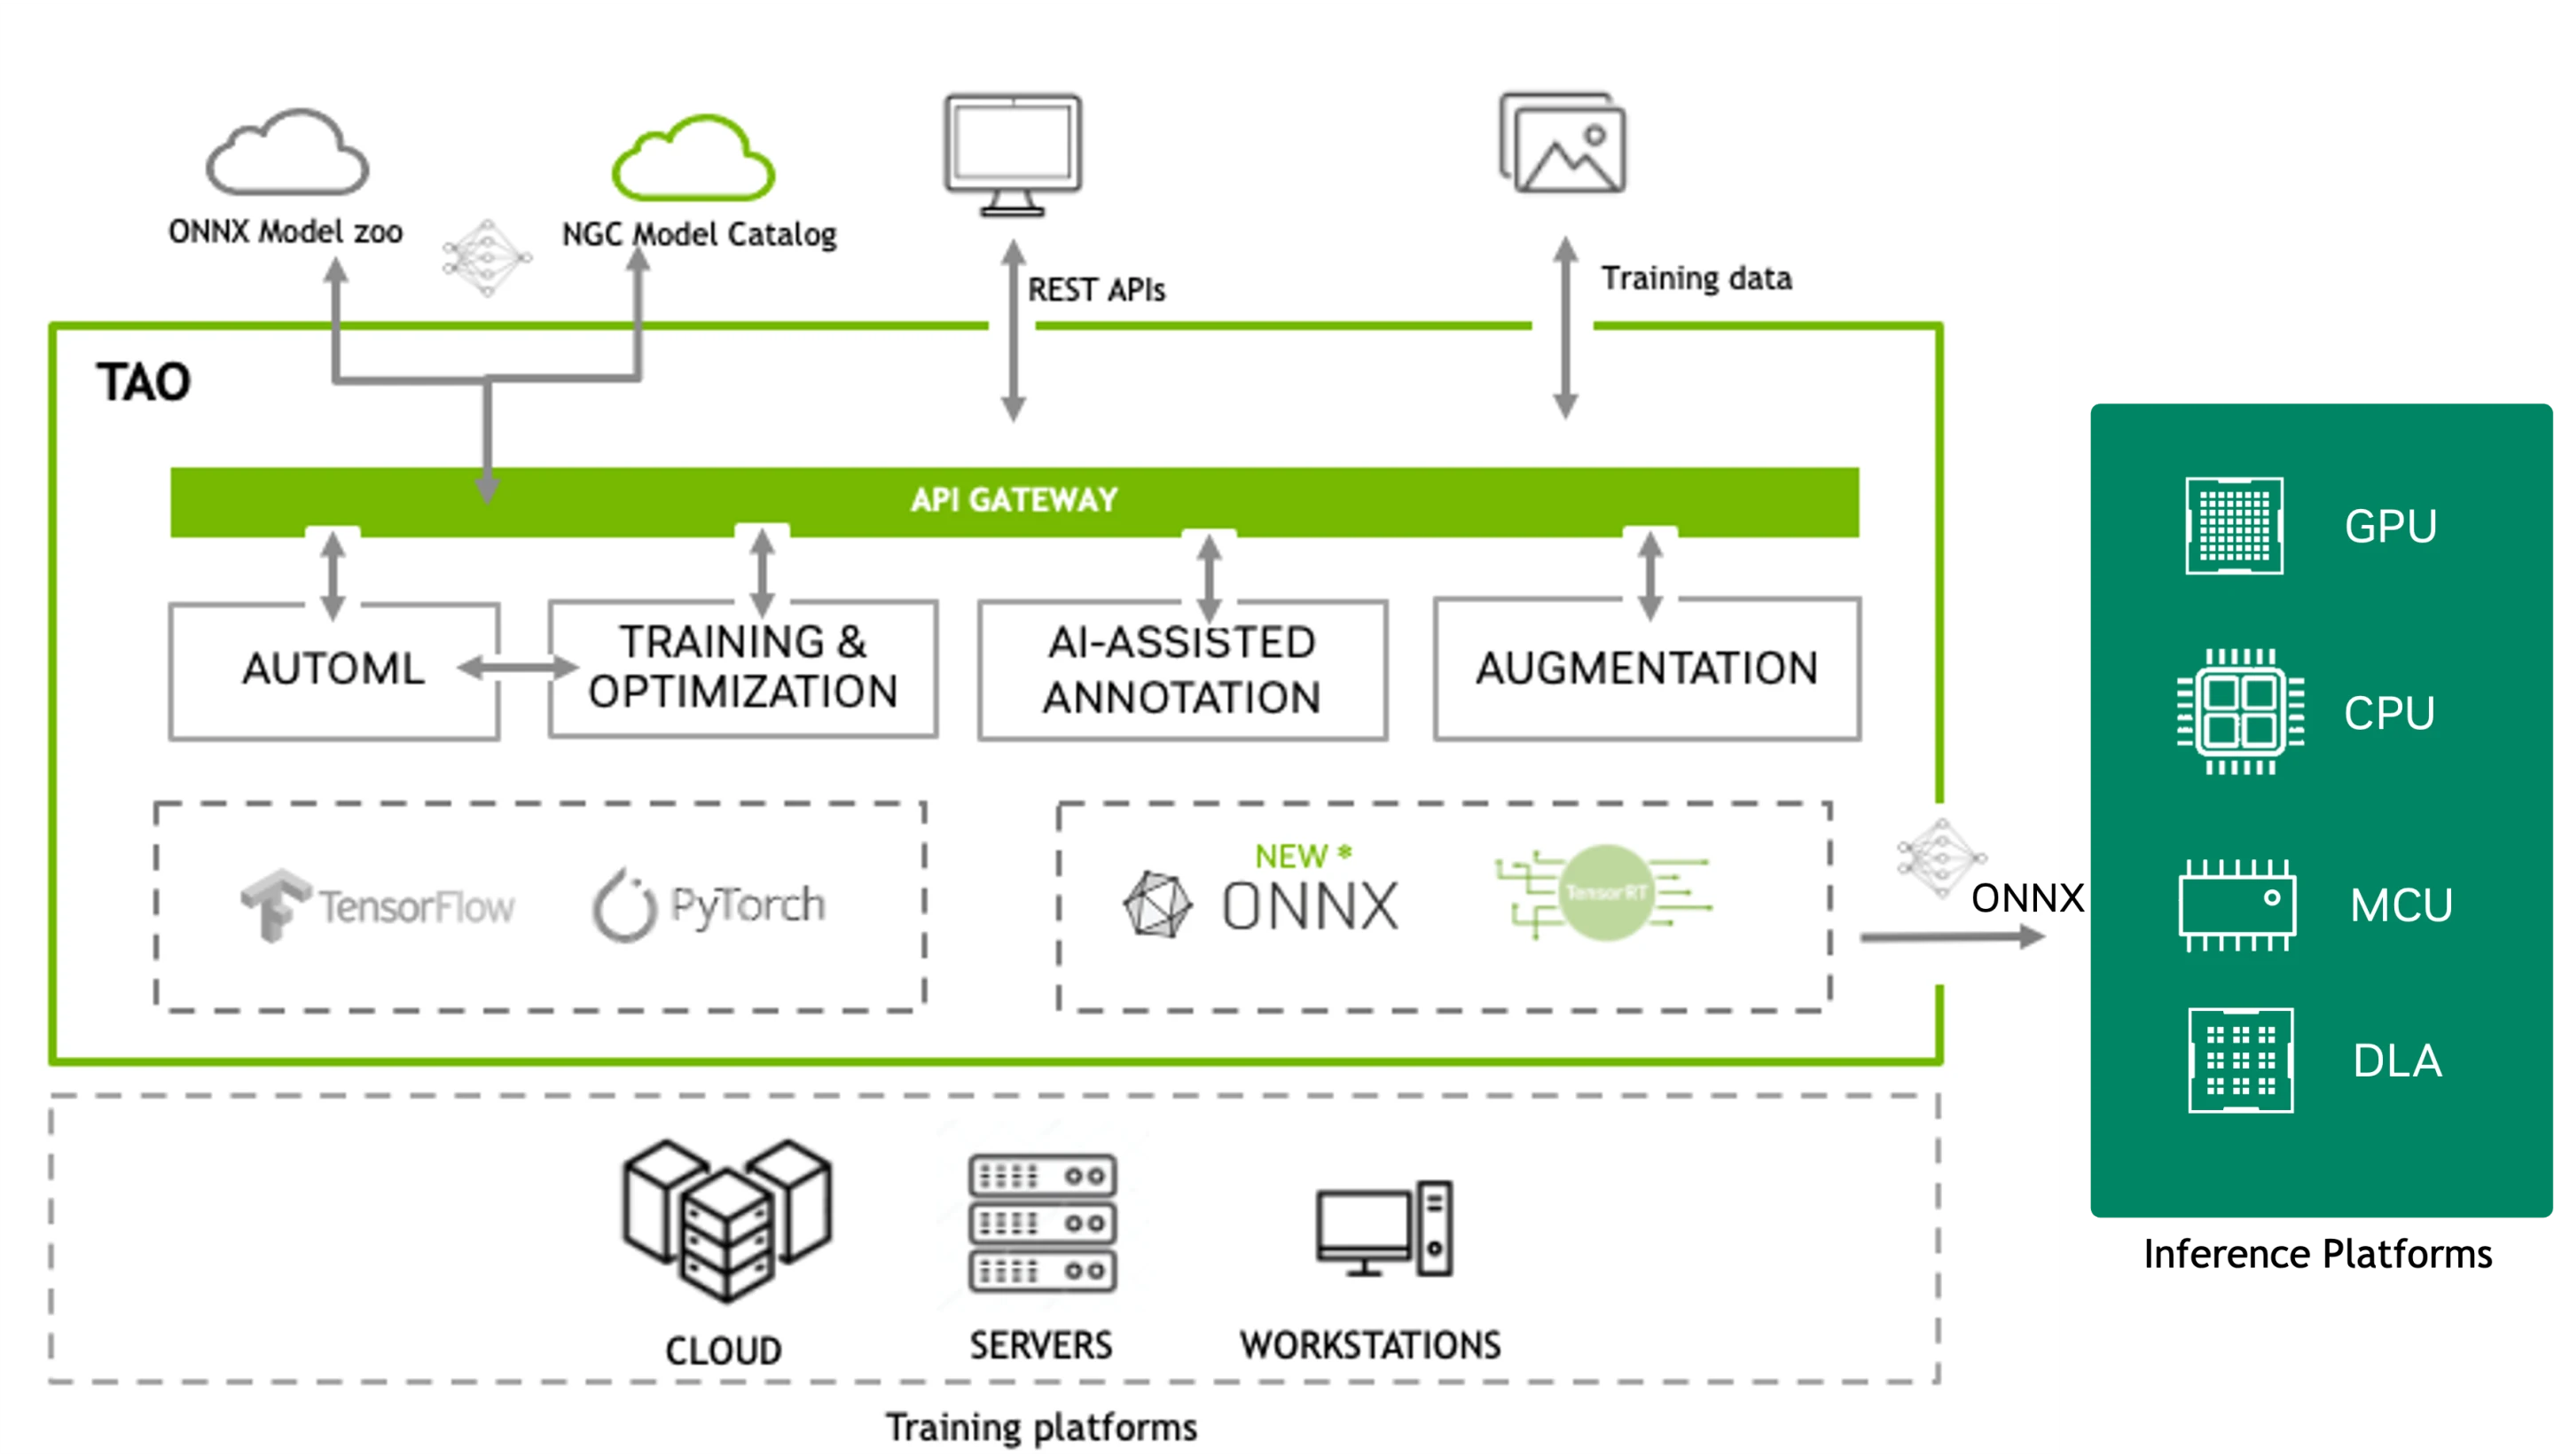 ONNX Model zoo
NGC Model Catalog
REST APIs
Training data
TAO
API GATEWAY
AUTOML
TRAINING &
OPTIMIZATION
AI-ASSISTED
ANNOTATION
AUGMENTATION
TensorFlow
PyTorch
NEW *
ONNX
TensorRT
ONNX
GPU
CPU
MCU
DLA
Inference Platforms
CLOUD
SERVERS
WORKSTATIONS
Training platforms